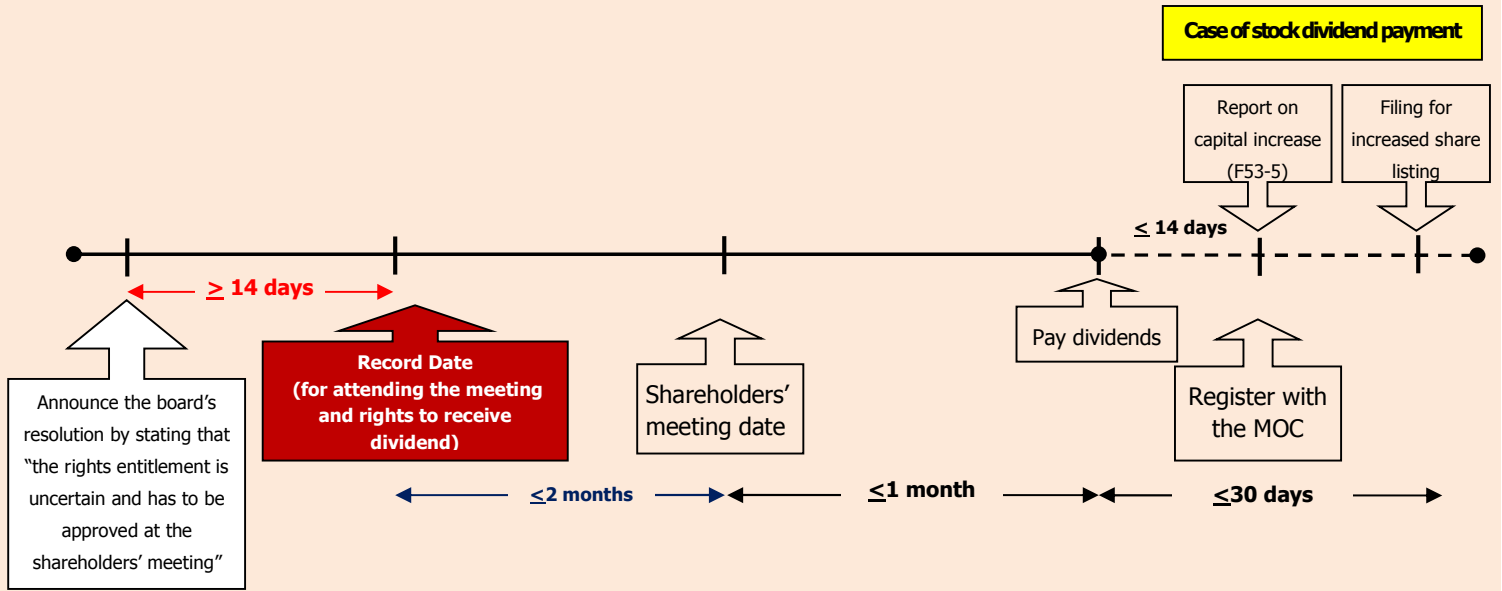 Case of stock dividend payment
Report on
capital increase
(F53-5)
Filing for
increased share
listing
≤ 14 days
≥ 14 days
Announce the board’s
resolution by stating that
“the rights entitlement is
uncertain and has to be
approved at the
shareholders’ meeting”
Record Date
(for attending the meeting
and rights to receive
dividend)
Shareholders’
meeting date
Pay dividends
Register with
the MOC
≤2 months
≤1 month
≤30 days